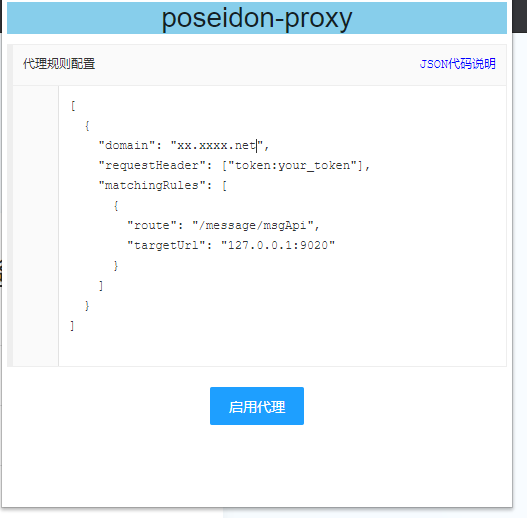 poseidon-proxy
代理规则配置 JSON代码说明
[
{
"domain": "xx.xxxx.net",
"requestHeader": ["token:your_token"],
"matchingRules": [
{
"route": "/message/msgApi",
"targetUrl": "127.0.0.1:9020"
}
]
}
]
启用代理